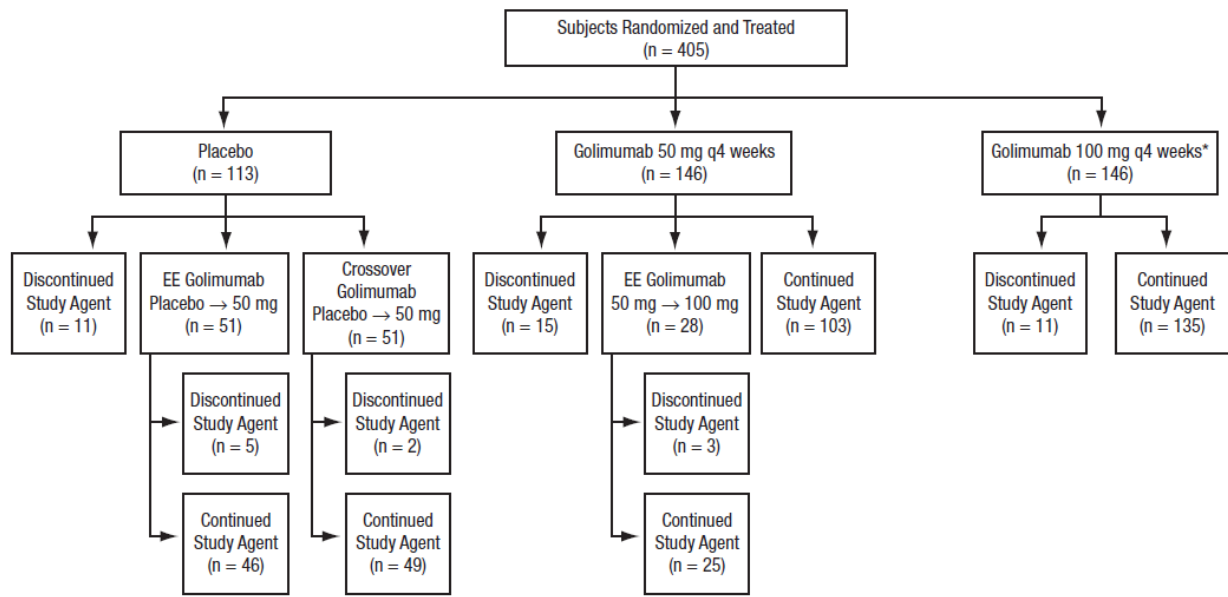 Subjects Randomized and Treated
(n = 405)
Placebo
(n = 113)
Golimumab 50 mg q4 weeks
(n = 146)
Golimumab 100 mg q4 weeks*
(n = 146)
Discontinued
Study Agent
(n = 11)
EE Golimumab
Placebo → 50 mg
(n = 51)
Crossover
Golimumab
Placebo → 50 mg
(n = 51)
Discontinued
Study Agent
(n = 15)
EE Golimumab
50 mg → 100 mg
(n = 28)
Continued
Study Agent
(n = 103)
Discontinued
Study Agent
(n = 11)
Continued
Study Agent
(n = 135)
Discontinued
Study Agent
(n = 5)
Discontinued
Study Agent
(n = 2)
Discontinued
Study Agent
(n = 3)
Continued
Study Agent
(n = 46)
Continued
Study Agent
(n = 49)
Continued
Study Agent
(n = 25)